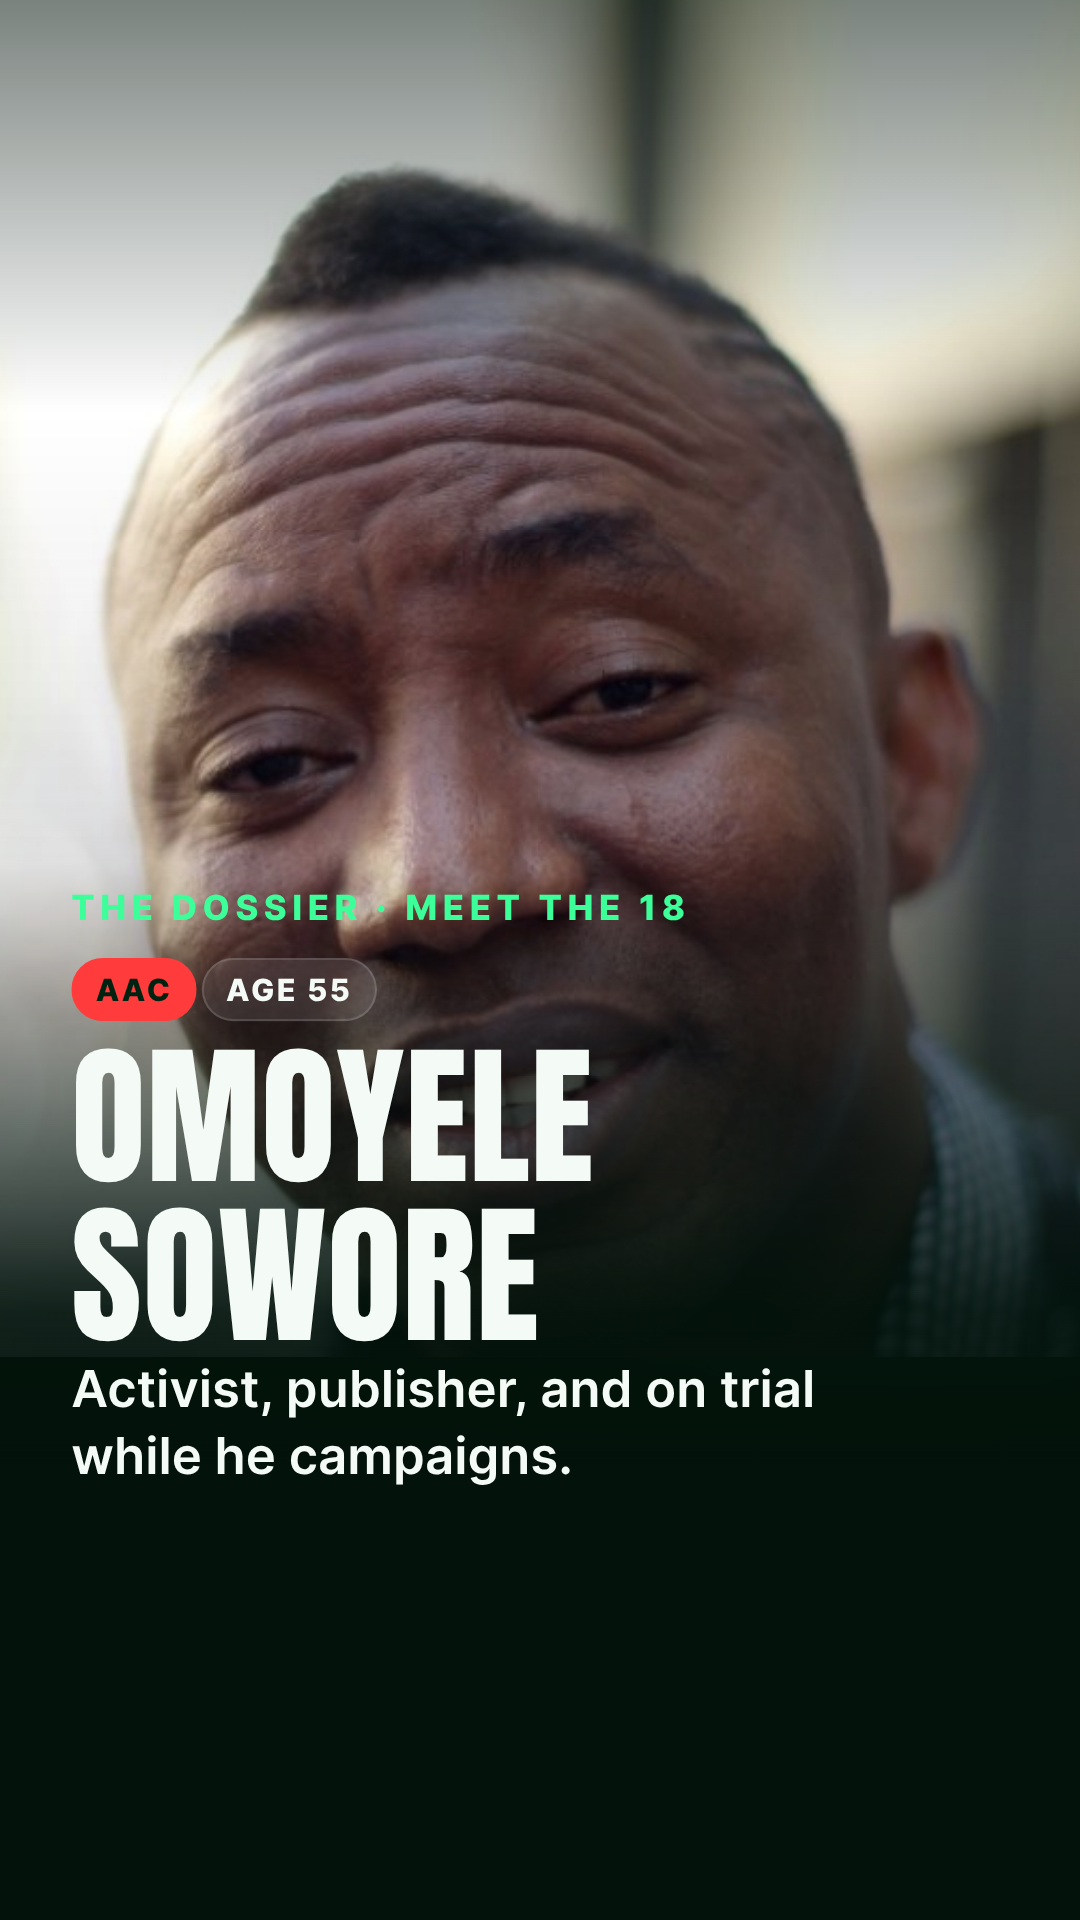 THE DOSSIER · MEET THE 18
AAC AGE 55
OMOYELE
SOWORE
Activist, publisher, and on trial
while he campaigns.